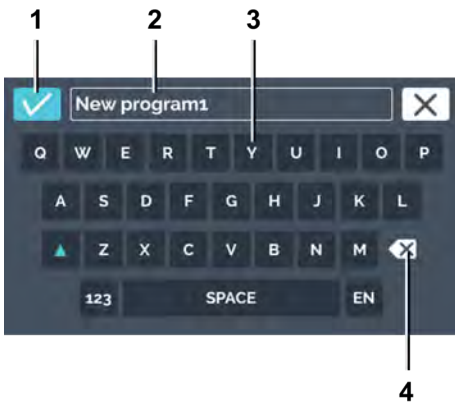 1 2 3
New program1
Q W E R T Y U I O P
A S D F G H J K L
Z X C V B N M
123 SPACE EN
4